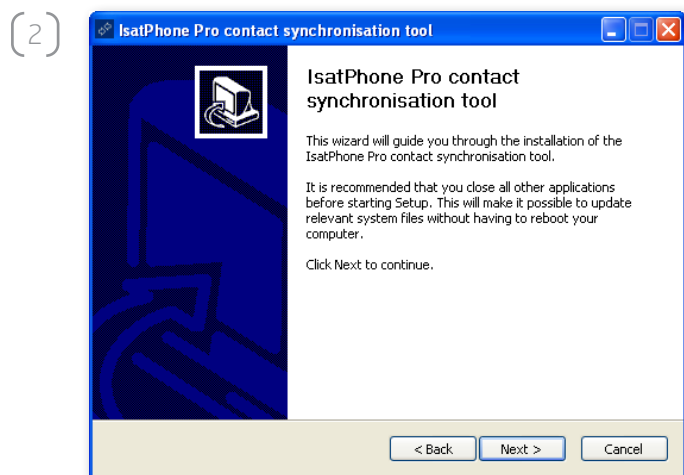 (2)
IsatPhone Pro contact synchronisation tool
IsatPhone Pro contact
synchronisation tool
This wizard will guide you through the installation of the
IsatPhone Pro contact synchronisation tool.
It is recommended that you close all other applications
before starting Setup. This will make it possible to update
relevant system files without having to reboot your
computer.
Click Next to continue.
< Back Next > Cancel